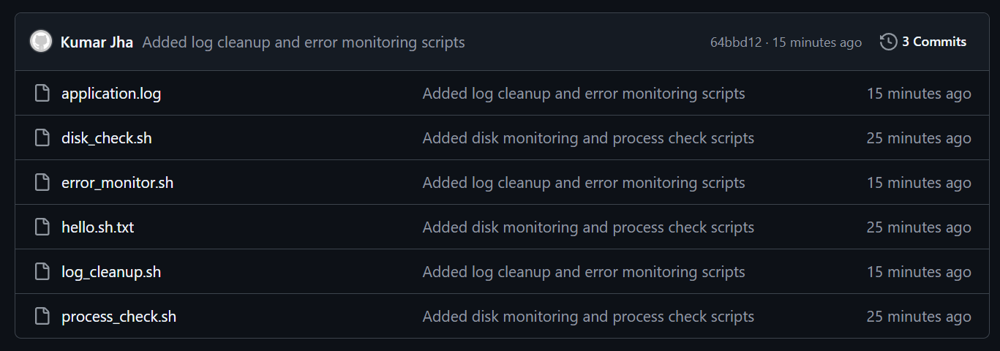 Kumar Jha Added log cleanup and error monitoring scripts 64bbd12 · 15 minutes ago 3 Commits
application.log Added log cleanup and error monitoring scripts 15 minutes ago
disk_check.sh Added disk monitoring and process check scripts 25 minutes ago
error_monitor.sh Added log cleanup and error monitoring scripts 15 minutes ago
hello.sh.txt Added disk monitoring and process check scripts 25 minutes ago
log_cleanup.sh Added log cleanup and error monitoring scripts 15 minutes ago
process_check.sh Added disk monitoring and process check scripts 25 minutes ago